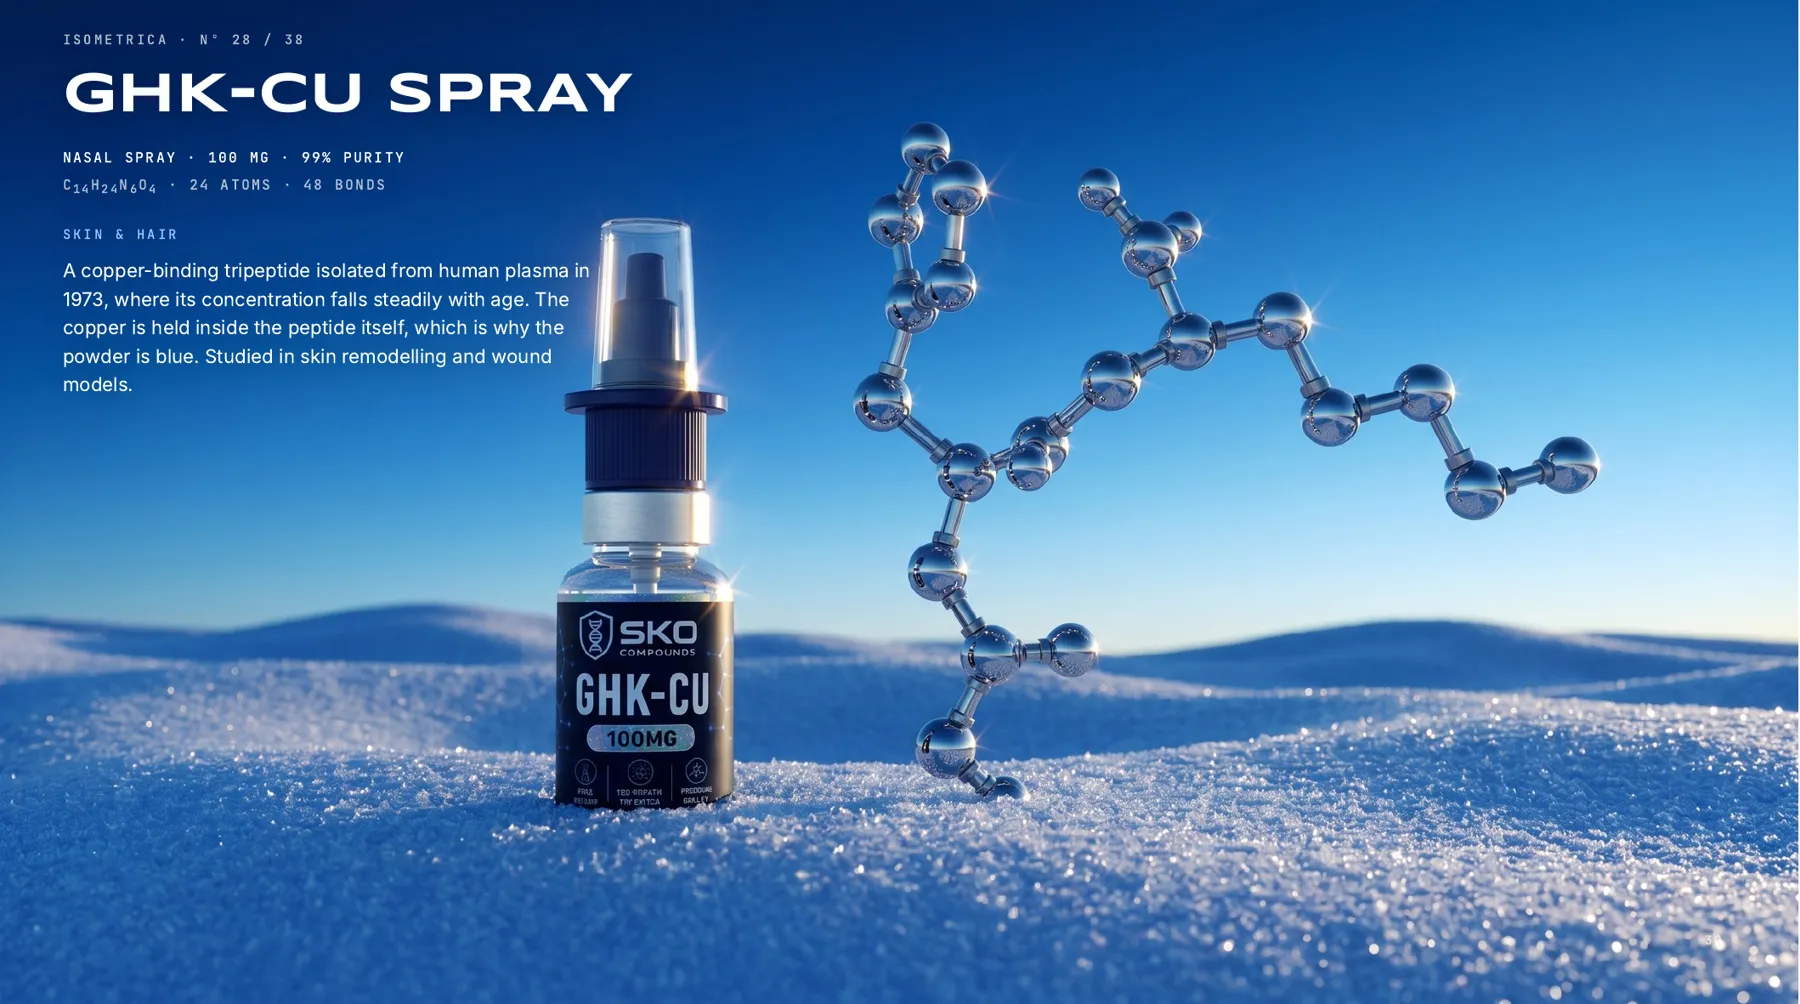 ISOMETRICA · N° 28 / 38
GHK-CU SPRAY
NASAL SPRAY · 100 MG · 99% PURITY
C₁₄H₂₄N₆O₄ · 24 ATOMS · 48 BONDS
SKIN & HAIR
A copper-binding tripeptide isolated from human plasma in
1973, where its concentration falls steadily with age. The
copper is held inside the peptide itself, which is why the
powder is blue. Studied in skin remodelling and wound
models.
SKO
COMPOUNDS
GHK-CU
100MG